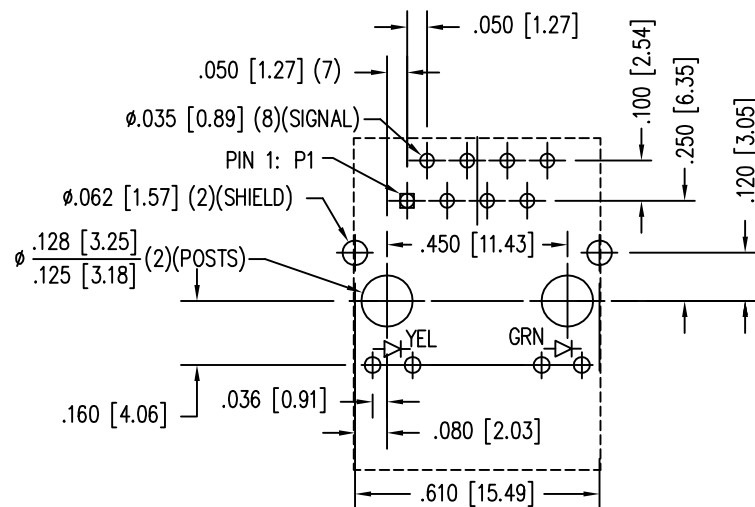 .050 [1.27]
.050 [1.27] (7)
.100 [2.54]
.250 [6.35]
.120 [3.05]
ø.035 [0.89] (8)(SIGNAL)
PIN 1: P1
ø.062 [1.57] (2)(SHIELD)
.450 [11.43]
ø .128 [3.25]
.125 [3.18] (2)(POSTS)
YEL
GRN
.036 [0.91]
.160 [4.06]
.080 [2.03]
.610 [15.49]